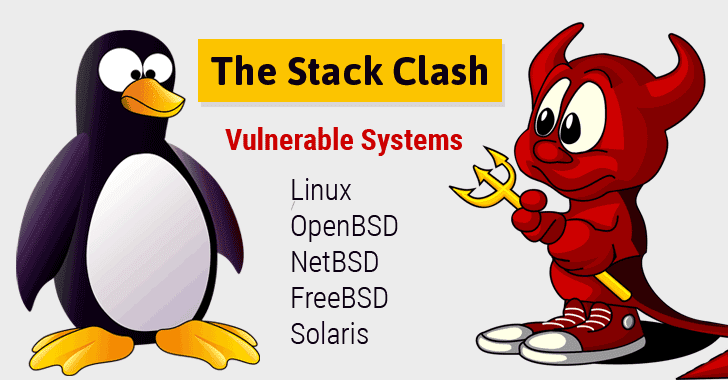 The Stack Clash
Vulnerable Systems
Linux
OpenBSD
NetBSD
FreeBSD
Solaris